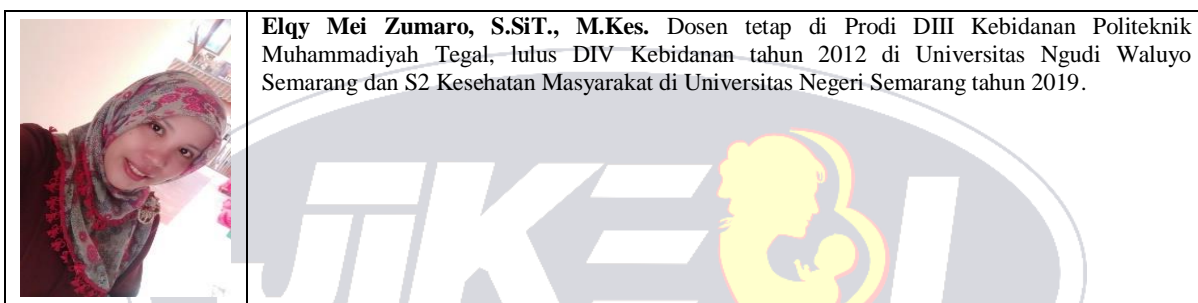 Elqy Mei Zumaro, S.SiT., M.Kes. Dosen tetap di Prodi DIII Kebidanan Politeknik
Muhammadiyah Tegal, lulus DIV Kebidanan tahun 2012 di Universitas Ngudi Waluyo
Semarang dan S2 Kesehatan Masyarakat di Universitas Negeri Semarang tahun 2019.